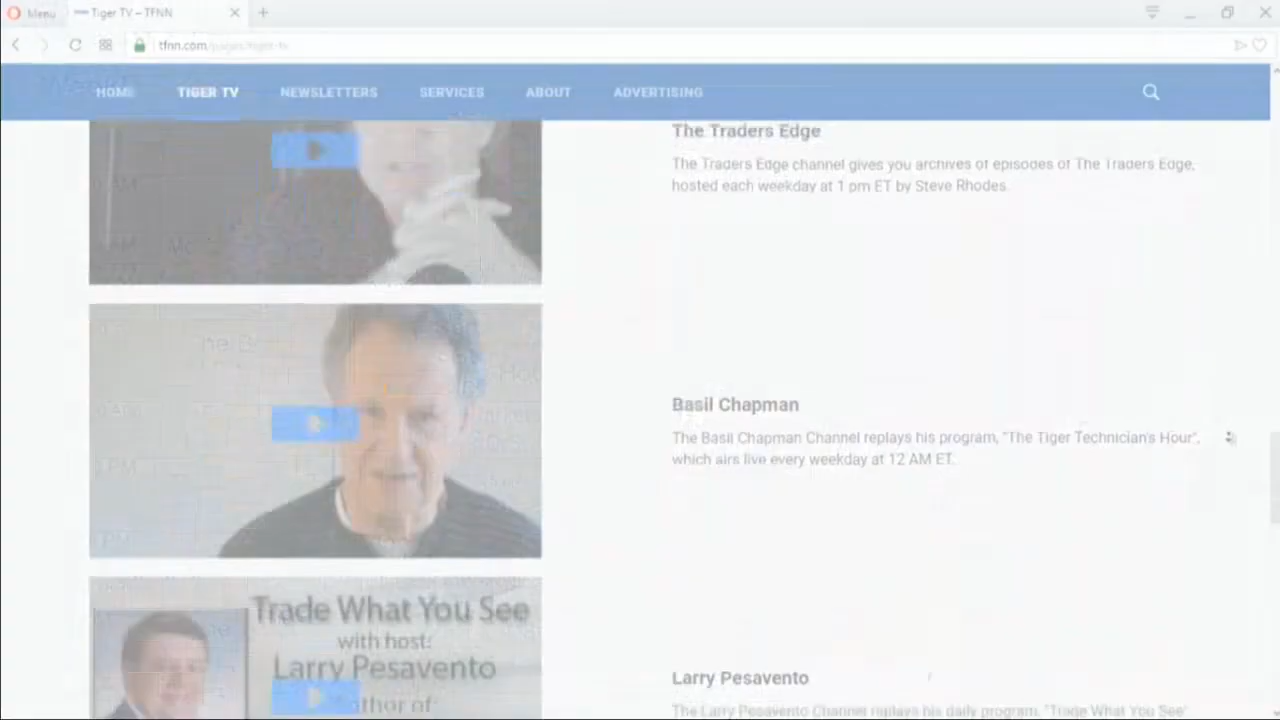 Menu
Tiger TV – TFNN
tfnn.com/pages/tiger-tv
HOME
TIGER TV
NEWSLETTERS
SERVICES
ABOUT
ADVERTISING
The Traders Edge
The Traders Edge channel gives you archives of episodes of The Traders Edge,
hosted each weekday at 1 pm ET by Steve Rhodes.
Basil Chapman
The Basil Chapman Channel replays his program, "The Tiger Technician's Hour",
which airs live every weekday at 12 AM ET.
Trade What You See
with host:
Larry Pesavento
Larry Pesavento
The Larry Pesavento Channel replays his daily program, "Trade What You See"